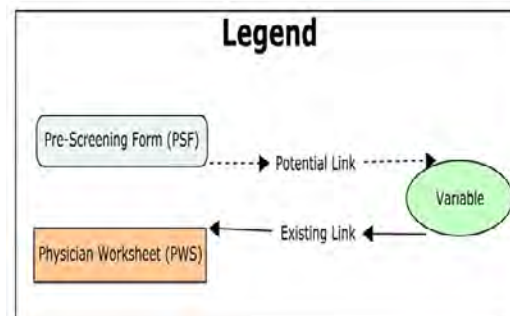 Legend
Pre-Screening Form (PSF)
Potential Link
Variable
Existing Link
Physician Worksheet (PWS)